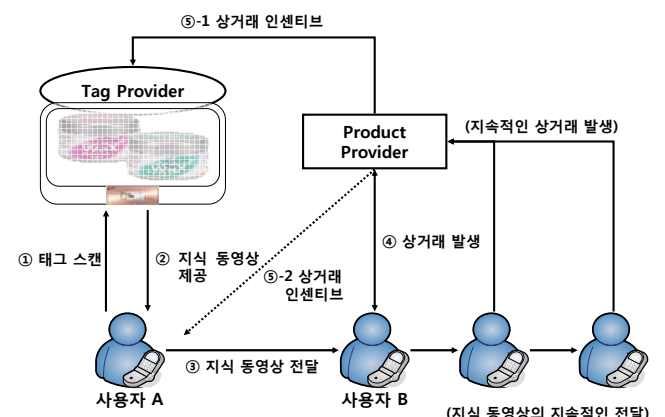 ⑤-1 상거래 인센티브
Tag Provider
Product
Provider
(지속적인 상거래 발생)
① 태그 스캔
② 지식 동영상
제공
④ 상거래 발생
⑤-2 상거래
인센티브
③ 지식 동영상 전달
사용자 A
사용자 B
(지식 동영상의 지속적인 전달)